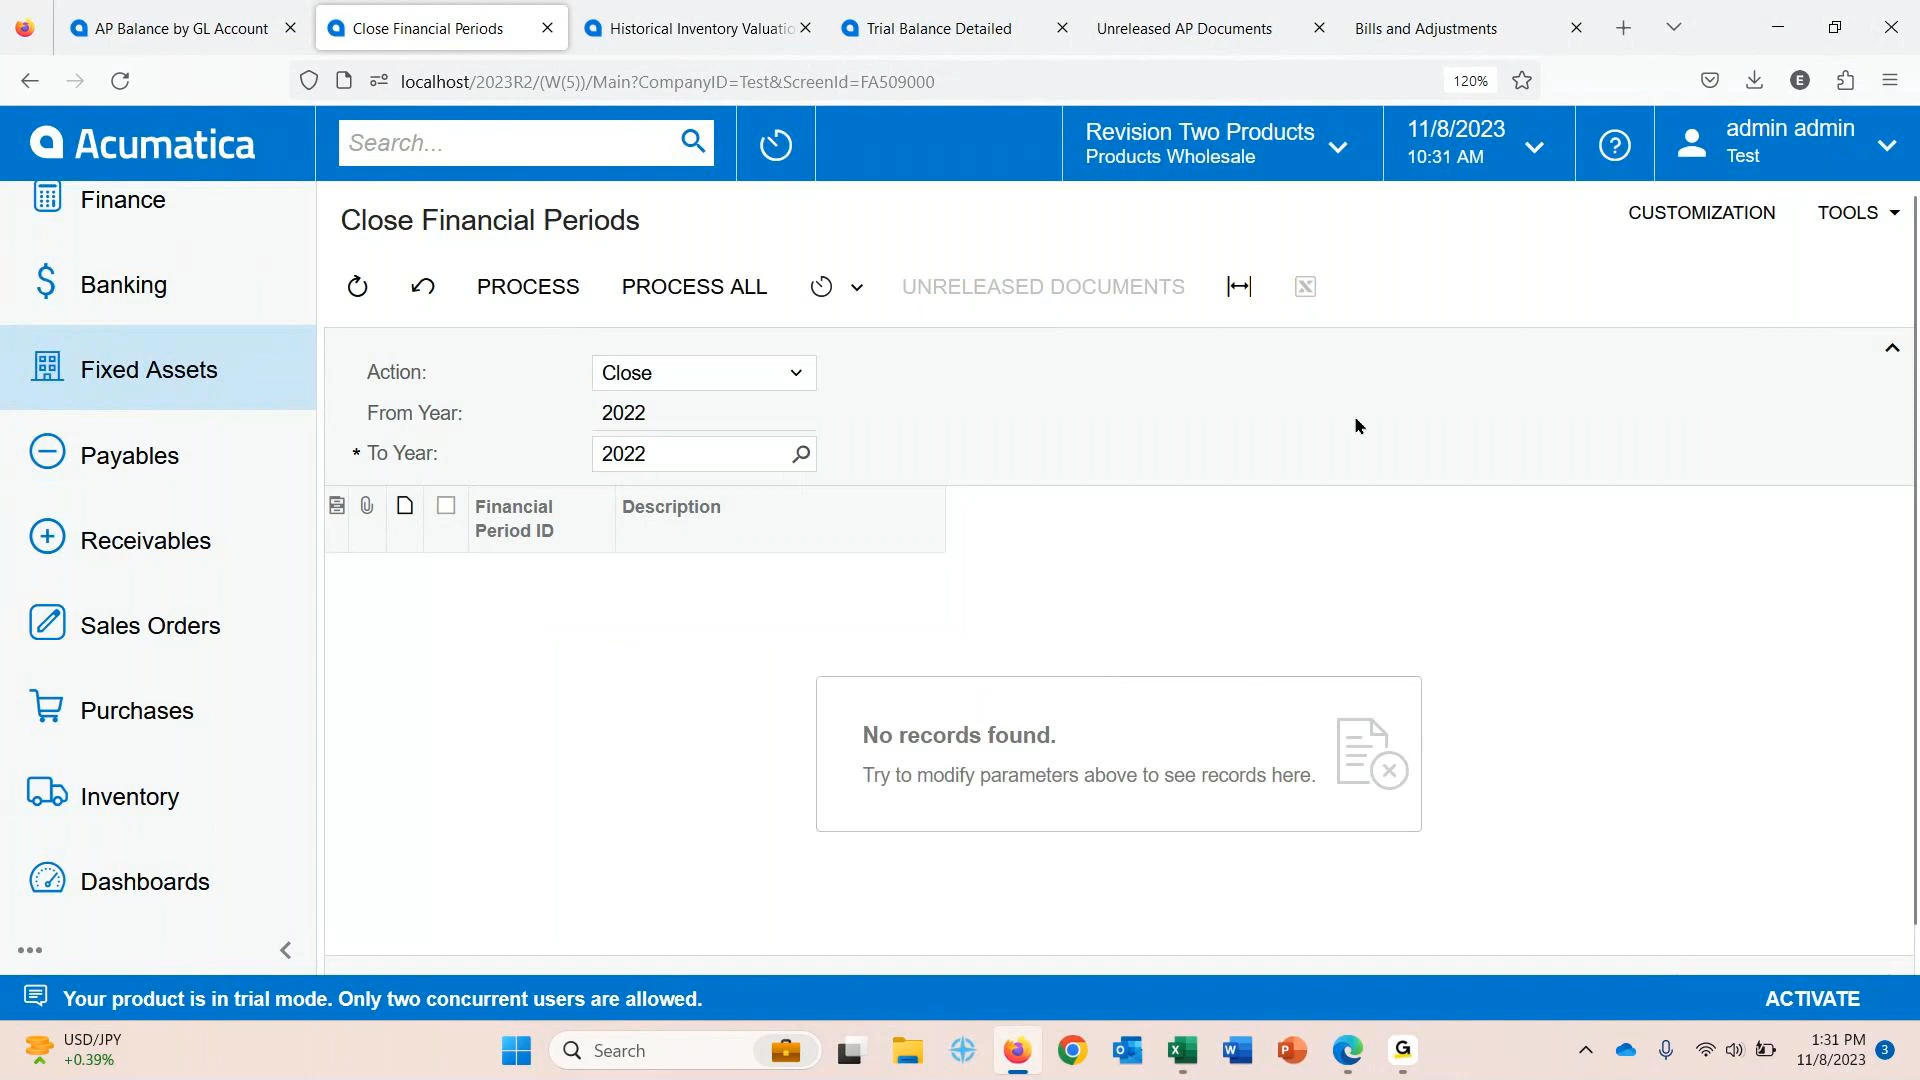 AP Balance by GL Account
Close Financial Periods
Historical Inventory Valuatio
Trial Balance Detailed
Unreleased AP Documents
Bills and Adjustments
localhost/2023R2/(W(5))/Main?CompanyID=Test&ScreenId=FA509000
120%
E
Acumatica
Search...
Revision Two Products
Products Wholesale
11/8/2023
10:31 AM
?
admin admin
Test
Finance
Banking
Fixed Assets
Payables
Receivables
Sales Orders
Purchases
Inventory
Dashboards
Close Financial Periods
CUSTOMIZATION
TOOLS
PROCESS
PROCESS ALL
UNRELEASED DOCUMENTS
Action:
Close
From Year:
2022
* To Year:
2022
Financial
Period ID
Description
No records found.
Try to modify parameters above to see records here.
Your product is in trial mode. Only two concurrent users are allowed.
ACTIVATE
USD/JPY
+0.39%
Search
G
1:31 PM
11/8/2023
3